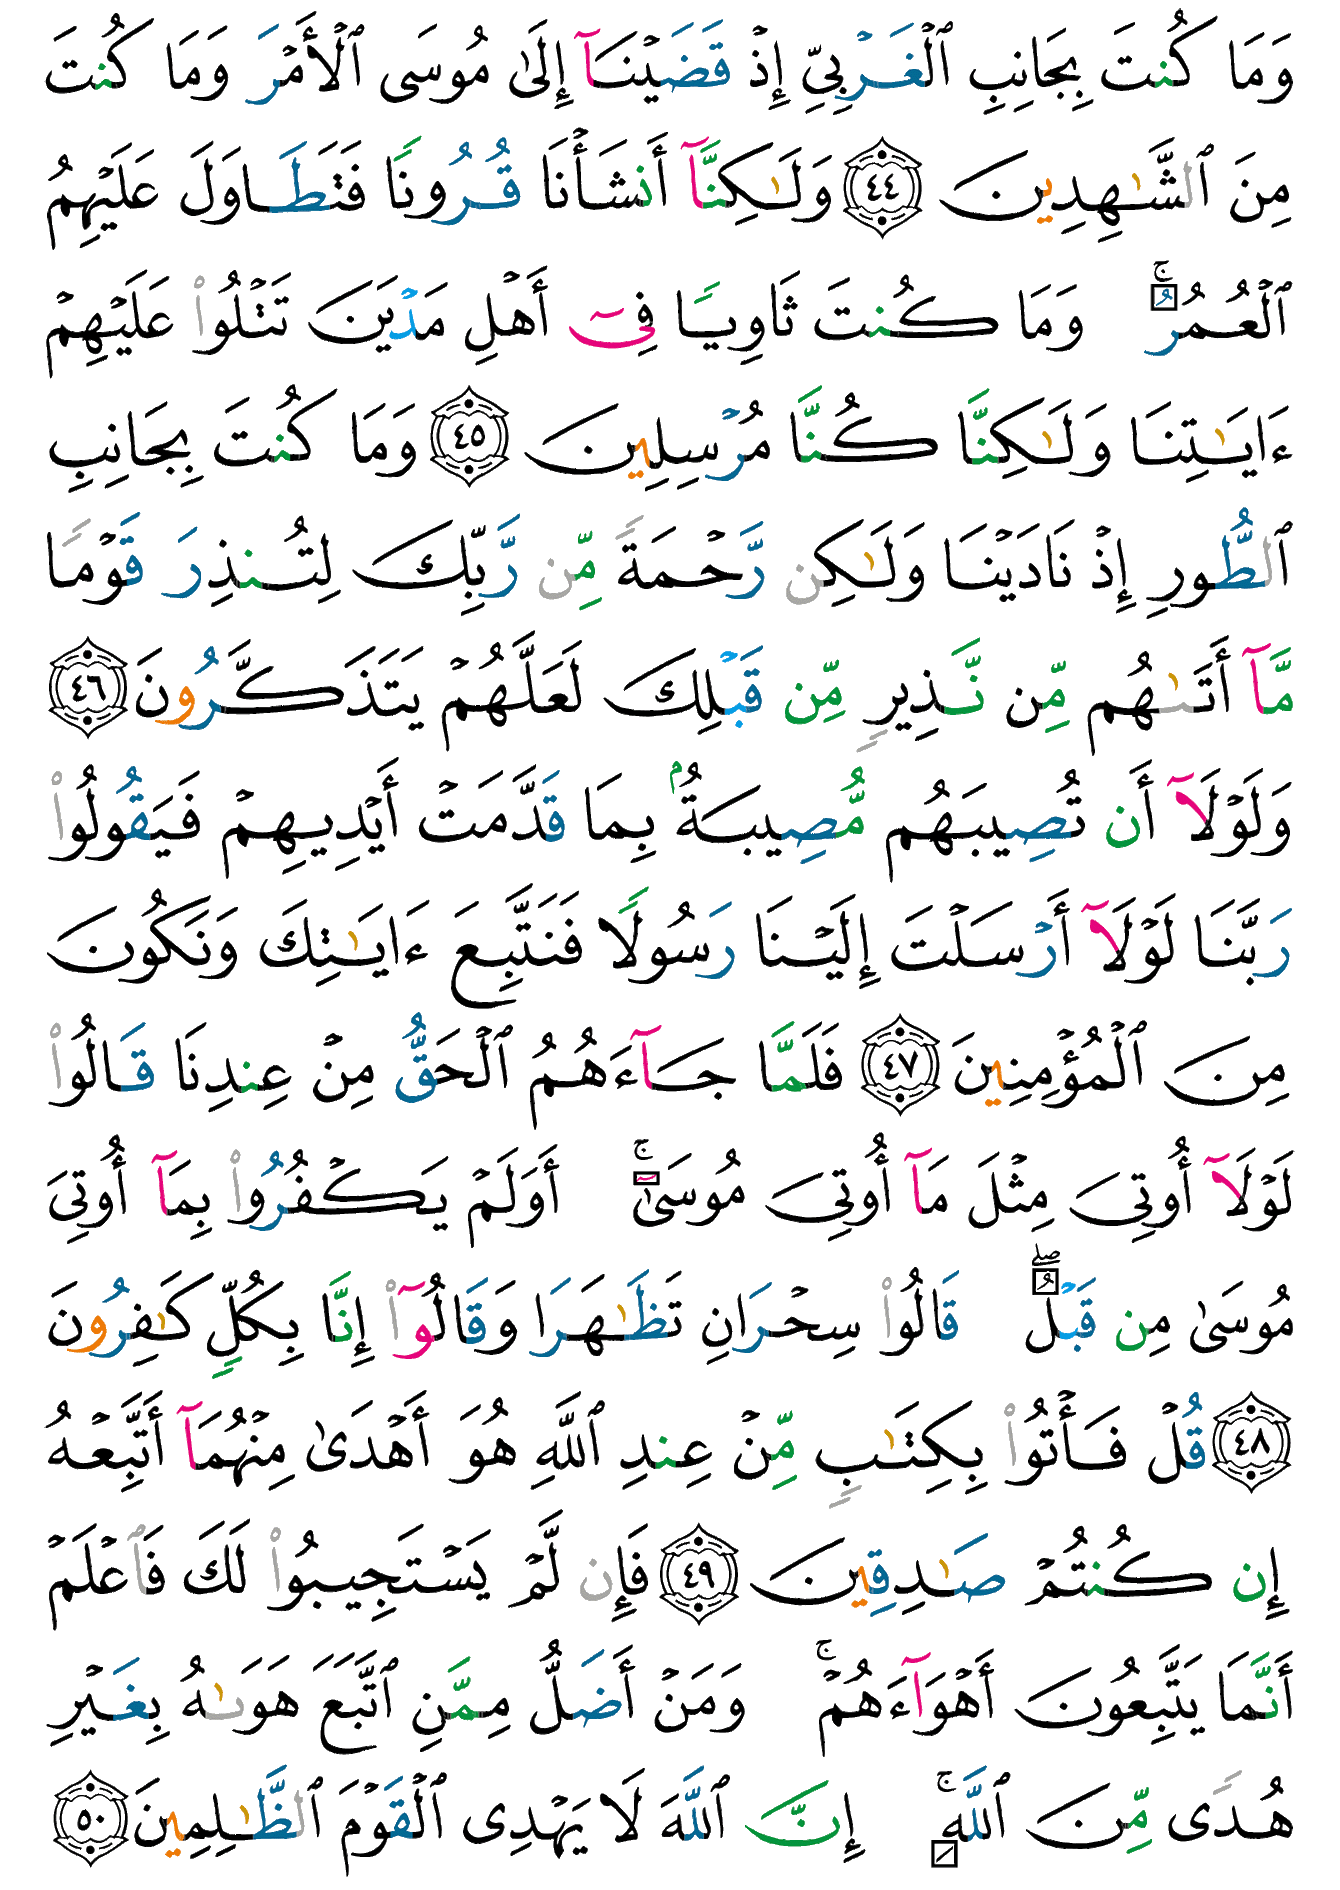 وَمَا كُنتَ بِجَانِبِ ٱلْغَرْبِىِّ إِذْ قَضَيْنَآ إِلَىٰ مُوسَى ٱلْأَمْرَ وَمَا كُنتَ
مِنَ ٱلشَّـٰهِدِينَ ٤٤ وَلَـٰكِنَّآ أَنشَأْنَا قُرُونًا فَتَطَاوَلَ عَلَيْهِمُ
ٱلْعُمُرُ ۚ وَمَا كُنتَ ثَاوِيًا فِىٓ أَهْلِ مَدْيَنَ تَتْلُوا۟ عَلَيْهِمْ
ءَايَـٰتِنَا وَلَـٰكِنَّا كُنَّا مُرْسِلِينَ ٤٥ وَمَا كُنتَ بِجَانِبِ
ٱلطُّورِ إِذْ نَادَيْنَا وَلَـٰكِن رَّحْمَةً مِّن رَّبِّكَ لِتُنذِرَ قَوْمًا
مَّآ أَتَىٰهُم مِّن نَّذِيرٍ مِّن قَبْلِكَ لَعَلَّهُمْ يَتَذَكَّرُونَ ٤٦
وَلَوْلَآ أَن تُصِيبَهُم مُّصِيبَةٌۢ بِمَا قَدَّمَتْ أَيْدِيهِمْ فَيَقُولُوا۟
رَبَّنَا لَوْلَآ أَرْسَلْتَ إِلَيْنَا رَسُولًا فَنَتَّبِعَ ءَايَـٰتِكَ وَنَكُونَ
مِنَ ٱلْمُؤْمِنِينَ ٤٧ فَلَمَّا جَآءَهُمُ ٱلْحَقُّ مِنْ عِندِنَا قَالُوا۟
لَوْلَآ أُوتِىَ مِثْلَ مَآ أُوتِىَ مُوسَىٰٓ ۚ أَوَلَمْ يَكْفُرُوا۟ بِمَآ أُوتِىَ
مُوسَىٰ مِن قَبْلُ ۖ قَالُوا۟ سِحْرَانِ تَظَـٰهَرَا وَقَالُوٓا۟ إِنَّا بِكُلٍّ كَـٰفِرُونَ
٤٨ قُلْ فَأْتُوا۟ بِكِتَـٰبٍ مِّنْ عِندِ ٱللَّهِ هُوَ أَهْدَىٰ مِنْهُمَآ أَتَّبِعْهُ
إِن كُنتُمْ صَـٰدِقِينَ ٤٩ فَإِن لَّمْ يَسْتَجِيبُوا۟ لَكَ فَٱعْلَمْ
أَنَّمَا يَتَّبِعُونَ أَهْوَآءَهُمْ ۚ وَمَنْ أَضَلُّ مِمَّنِ ٱتَّبَعَ هَوَىٰهُ بِغَيْرِ
هُدًى مِّنَ ٱللَّهِ ۚ إِنَّ ٱللَّهَ لَا يَهْدِى ٱلْقَوْمَ ٱلظَّـٰلِمِينَ ٥٠